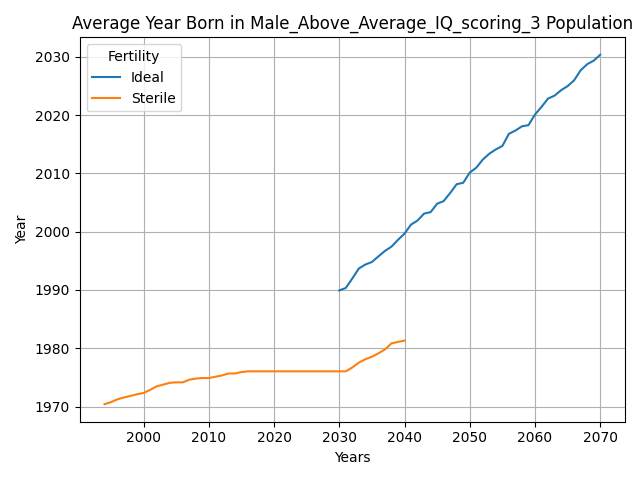 Average Year Born in Male_Above_Average_IQ_scoring_3 Population
Fertility
Ideal
Sterile
2030
2020
2010
2000
1990
1980
1970
Year
2000 2010 2020 2030 2040 2050 2060 2070
Years